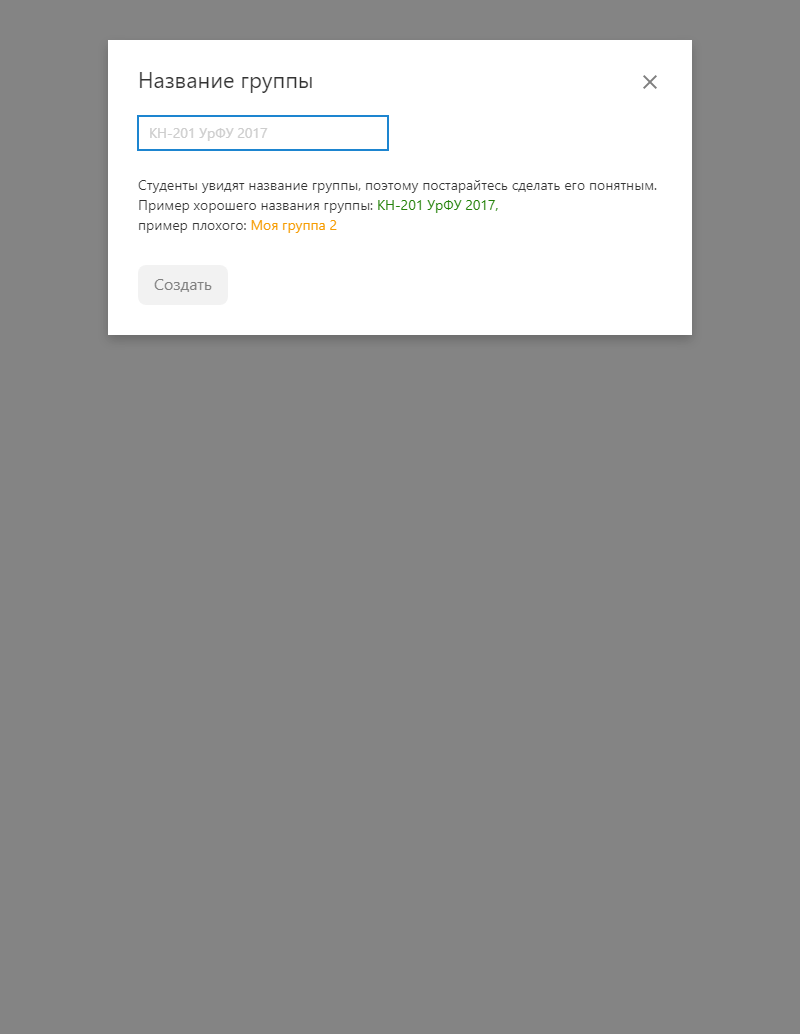 Название группы
КН-201 УрФУ 2017
Студенты увидят название группы, поэтому постарайтесь сделать его понятным.
Пример хорошего названия группы: КН-201 УрФУ 2017,
пример плохого: Моя группа 2
Создать